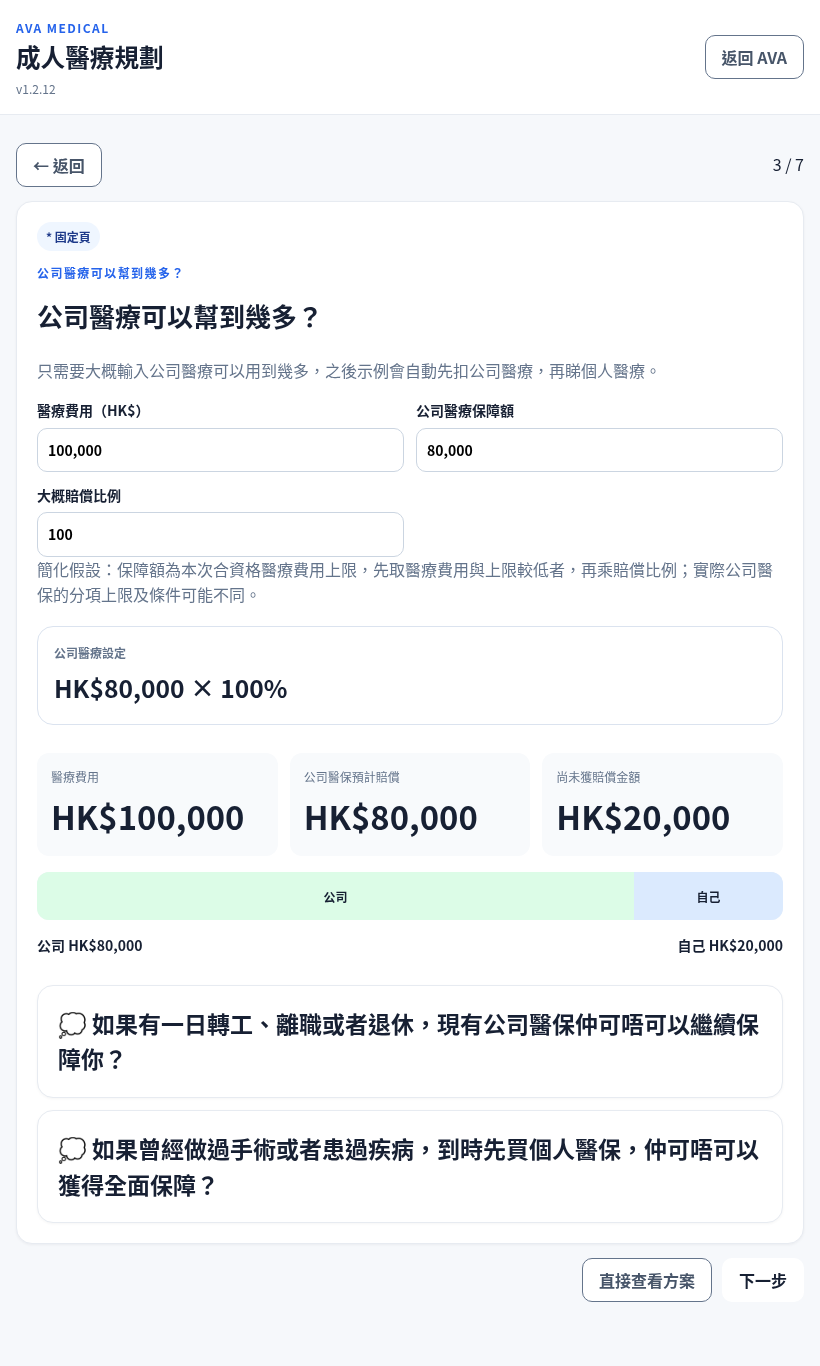 AVA MEDICAL
成人醫療規劃
v1.2.12
返回 AVA
← 返回
3 / 7
* 固定頁
公司醫療可以幫到幾多？
公司醫療可以幫到幾多？
只需要大概輸入公司醫療可以用到幾多，之後示例會自動先扣公司醫療，再睇個人醫療。
醫療費用（HK$）
公司醫療保障額
100,000
80,000
大概賠償比例
100
簡化假設：保障額為本次合資格醫療費用上限，先取醫療費用與上限較低者，再乘賠償比例；實際公司醫
保的分項上限及條件可能不同。
公司醫療設定
HK$80,000 × 100%
醫療費用
公司醫保預計賠償
尚未獲賠償金額
HK$100,000
HK$80,000
HK$20,000
公司
自己
公司 HK$80,000
自己 HK$20,000
💭 如果有一日轉工、離職或者退休，現有公司醫保仲可唔可以繼續保
障你？
💭 如果曾經做過手術或者患過疾病，到時先買個人醫保，仲可唔可以
獲得全面保障？
直接查看方案
下一步